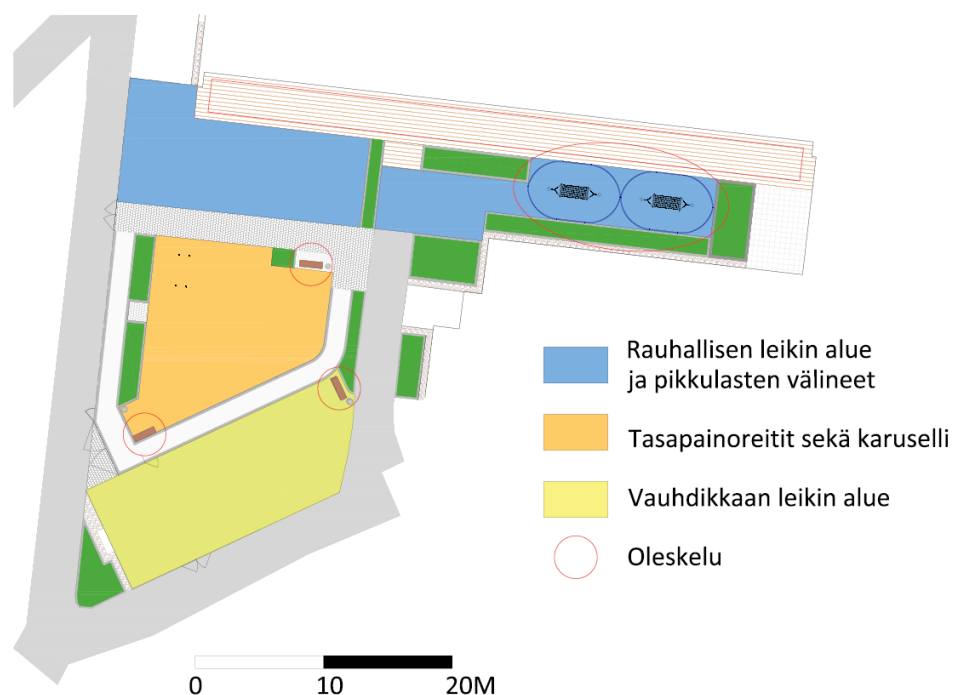 Rauhallisen leikin alue
ja pikkulasten välineet
Tasapainoreitit sekä karuselli
Vauhdikkaan leikin alue
Oleskelu
0 10 20M